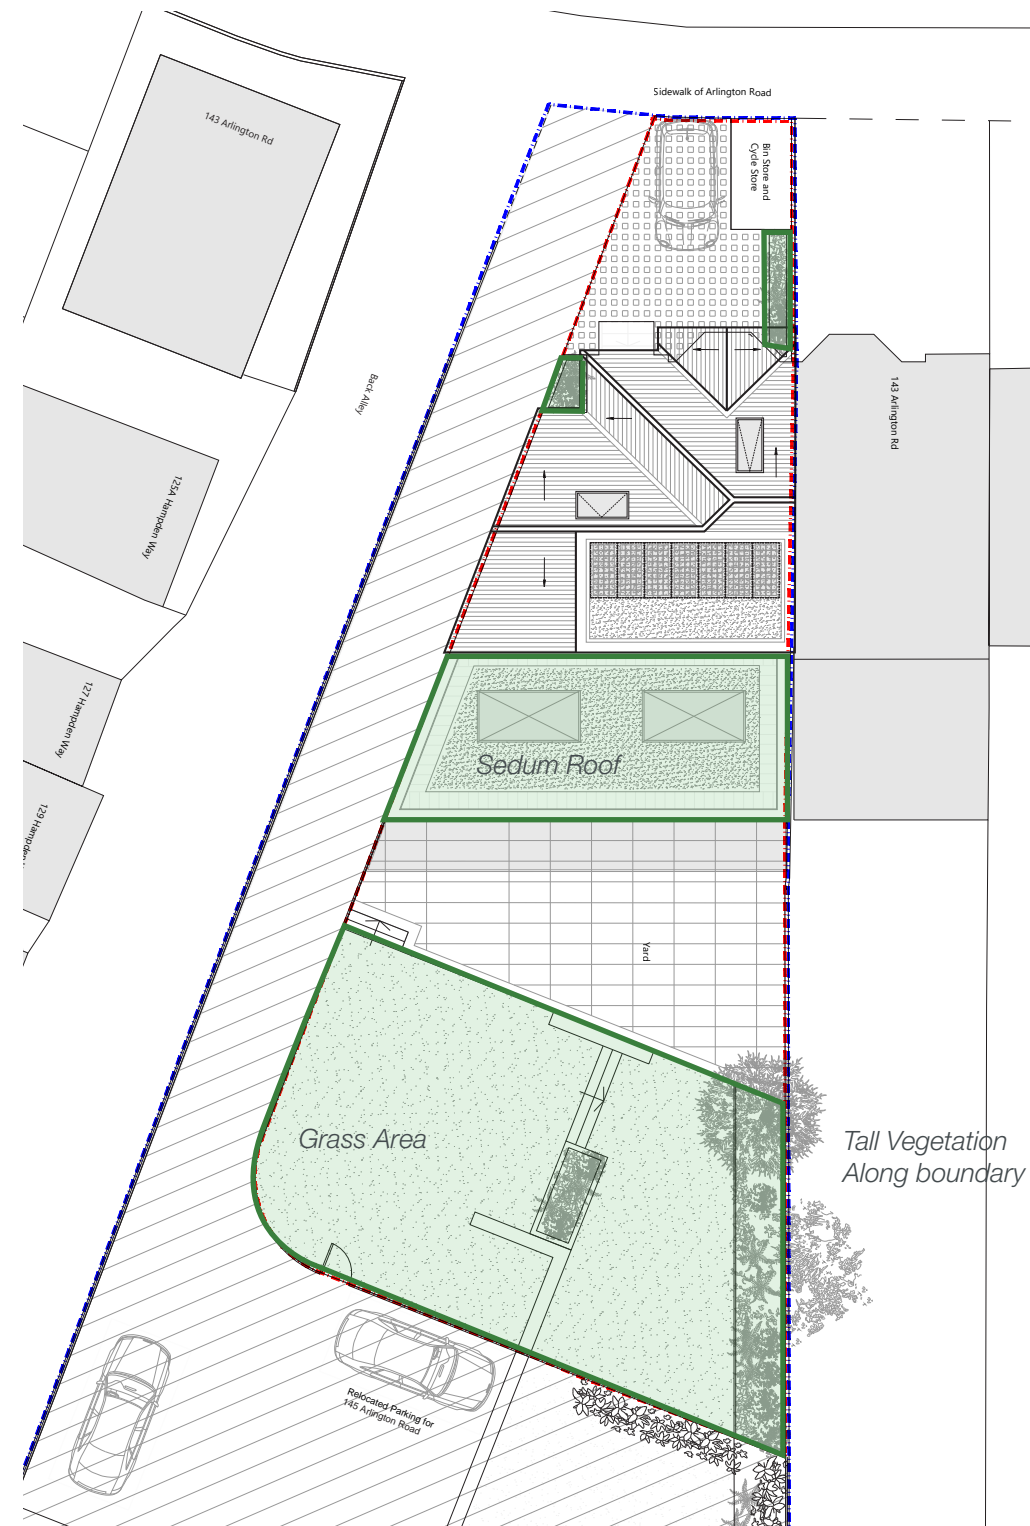 Sidewalk of Arlington Road
143 Arlington Rd
Bin Store and
Cycle Store
Back Alley
143 Arlington Rd
125A Hampden Way
127 Hampden Way
Sedum Roof
129 Hampden
Yard
Grass Area
Tall Vegetation
Along boundary
Relocated Parking for
145 Arlington Road